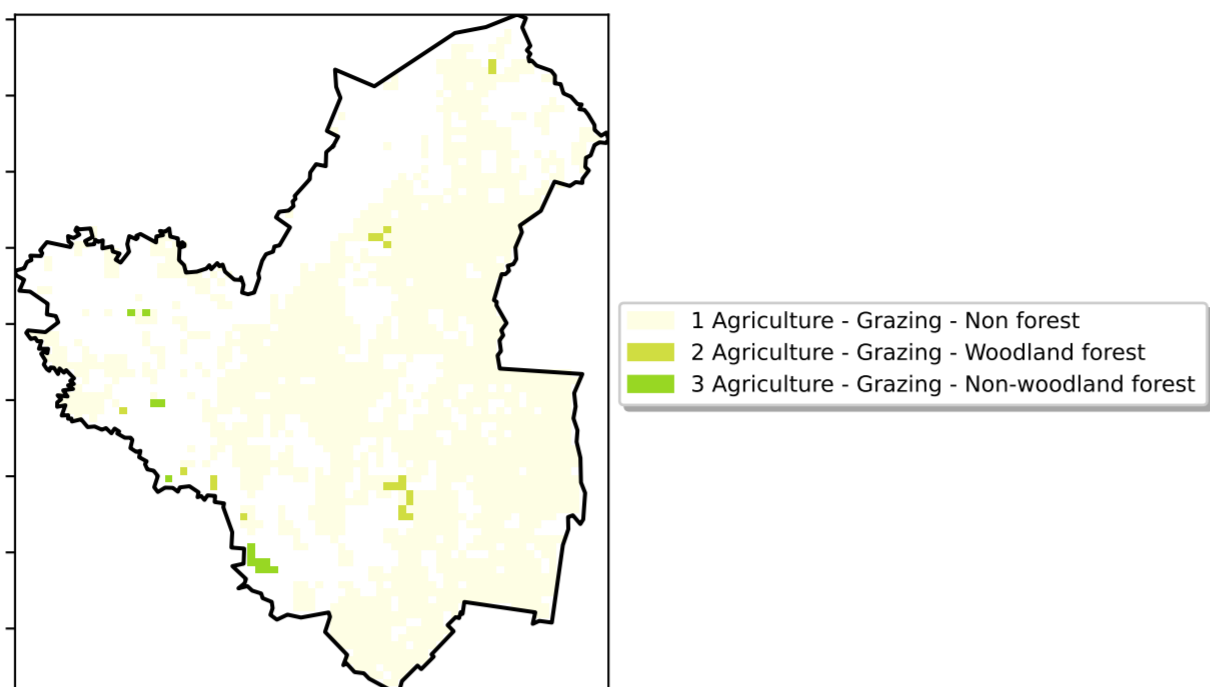 1 Agriculture - Grazing - Non forest
2 Agriculture - Grazing - Woodland forest
3 Agriculture - Grazing - Non-woodland forest